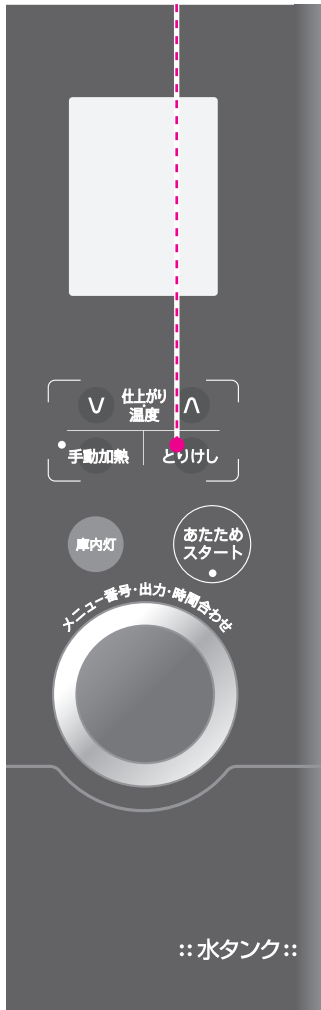 ∨ 仕上がり ∧
温度
手動加熱 とりけし
庫内灯
あたため
スタート
メニュー番号・出力・時間合わせ
::水タンク::